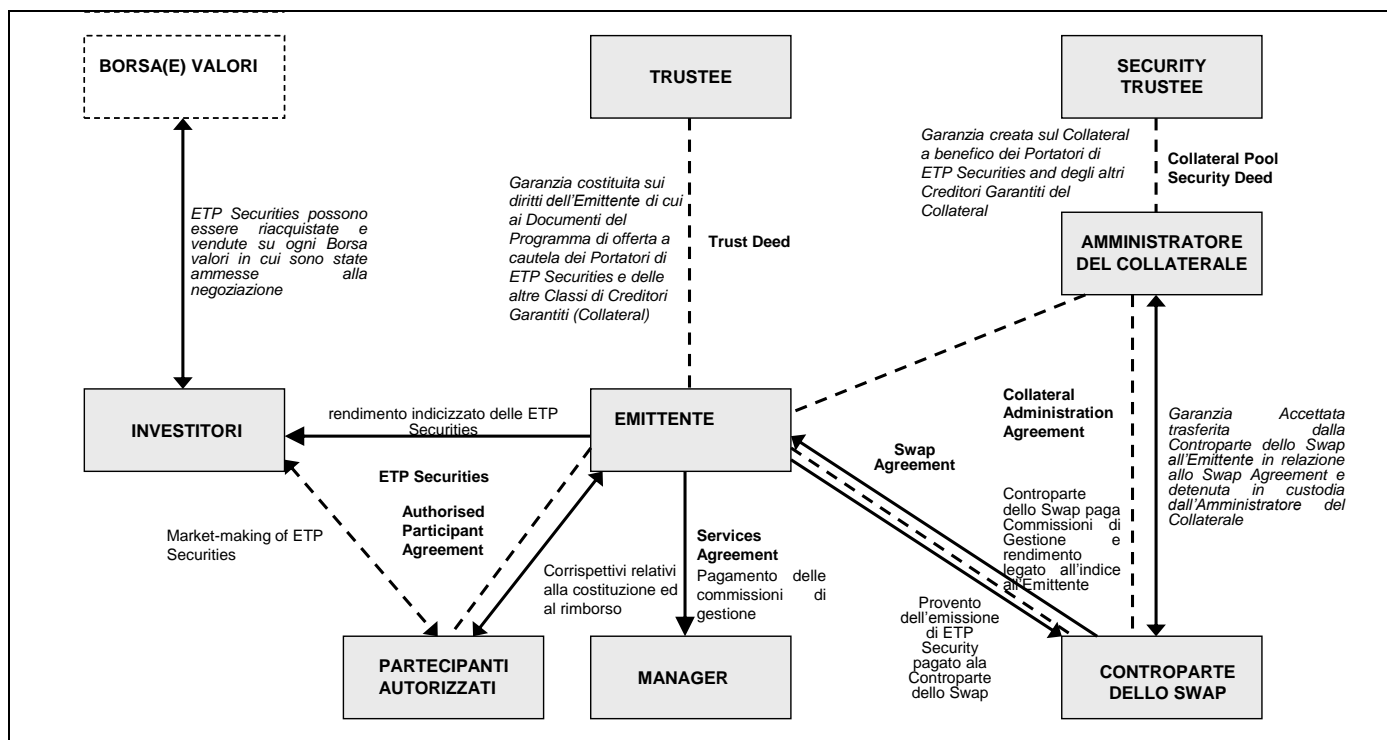 BORSA(E) VALORI
TRUSTEE
SECURITY
TRUSTEE
Garanzia creata sul Collateral
a benefico dei Portatori di
ETP Securities and degli altri
Creditori Garantiti del
Collateral
Collateral Pool
Security Deed
ETP Securities possono
essere riacquistate e
vendute su ogni Borsa
valori in cui sono state
ammesse alla
negoziazione
Garanzia costituita sui
diritti dell'Emittente di cui
ai Documenti del
Programma di offerta a
cautela dei Portatori di
ETP Securities e delle
altre Classi di Creditori
Garantiti (Collateral)
Trust Deed
AMMINISTRATORE
DEL COLLATERALE
INVESTITORI
rendimento indicizzato delle ETP
Securities
EMITTENTE
Collateral
Administration
Agreement
Garanzia Accettata
trasferita dalla
Controparte dello Swap
all'Emittente in relazione
allo Swap Agreement e
detenuta in custodia
dall'Amministratore del
Collaterale
Swap
Agreement
ETP Securities
Authorised
Participant
Agreement
Market-making of ETP
Securities
Services
Agreement
Pagamento delle
commissioni di
gestione
Corrispettivi relativi
alla costituzione ed
al rimborso
Controparte
dello Swap paga
Commissioni di
Gestione e
rendimento
legato all'indice
all'Emittente
Provento
dell'emissione
di ETP
Security
pagato ala
Controparte
dello Swap
PARTECIPANTI
AUTORIZZATI
MANAGER
CONTROPARTE
DELLO SWAP